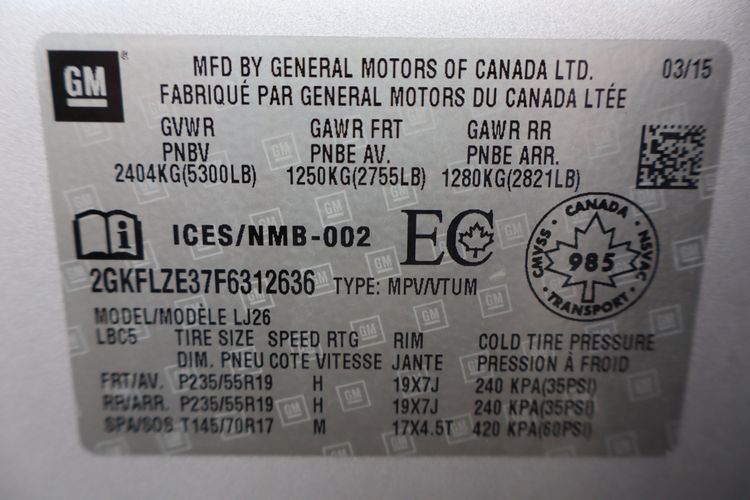 GM
MFD BY GENERAL MOTORS OF CANADA LTD. 03/15
FABRIQUÉ PAR GENERAL MOTORS DU CANADA LTÉE
GVWR GAWR FRT GAWR RR
PNBV PNBE AV. PNBE ARR.
2404KG(5300LB) 1250KG(2755LB) 1280KG(2821LB)
i ICES/NMB-002 EC
CANADA
CMVSS 985 NSVAC
TRANSPORT
2GKFLZE37F6312636 TYPE: MPV/VTUM
MODEL/MODÈLE LJ26
LBC5 TIRE SIZE SPEED RTG RIM COLD TIRE PRESSURE
DIM. PNEU COTE VITESSE JANTE PRESSION À FROID
FRT/AV. P235/55R19 H 19X7J 240 KPA(35PSI)
RR/ARR. P235/55R19 H 19X7J 240 KPA(35PSI)
SPA/SOS T145/70R17 M 17X4.5T 420 KPA(60PSI)